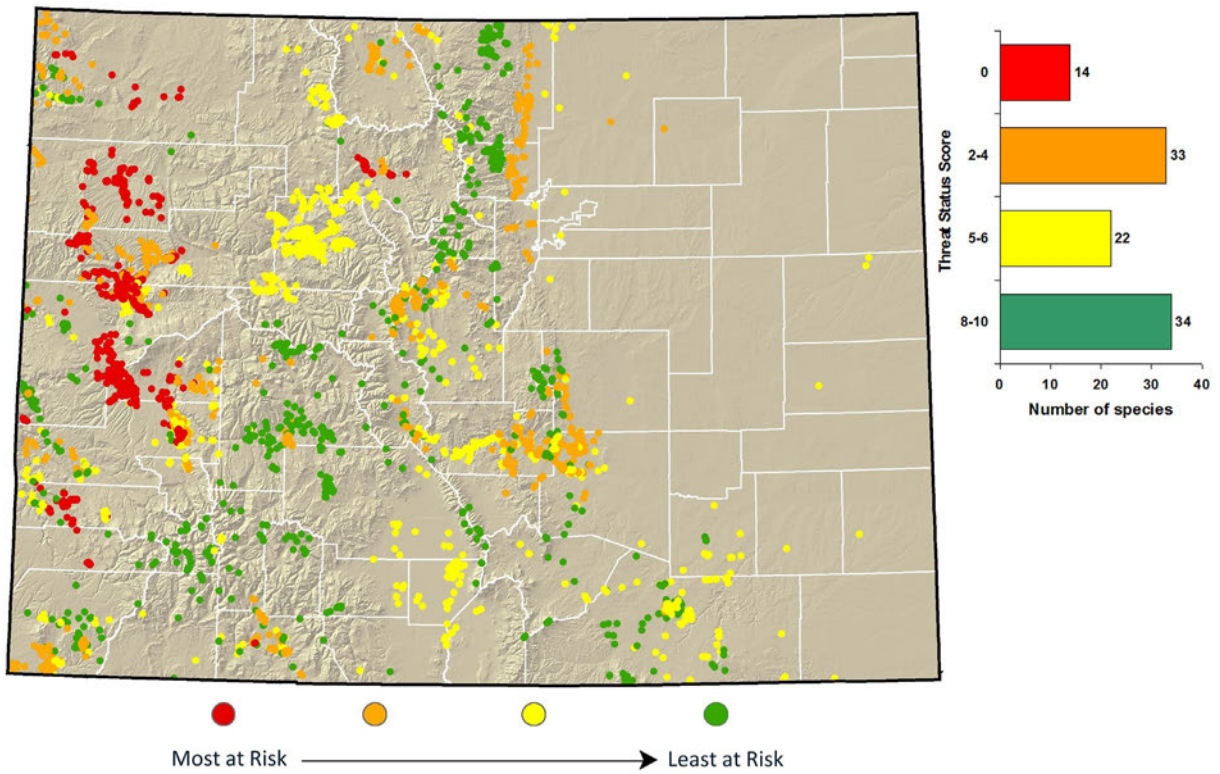 0
14
2-4
33
5-6
22
8-10
34
Threat Status Score
0 10 20 30 40
Number of species
Most at Risk
Least at Risk